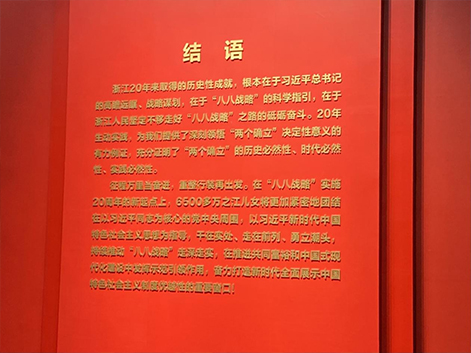 结语
浙江20年来取得的历史性成就，根本在于习近平总书记
的高瞻远瞩、战略谋划，在于“八八战略”的科学指引，在于
浙江人民坚定不移走好“八八战略”之路的砥砺奋斗。20年
生动实践，为我们提供了深刻领悟“两个确立”决定性意义的
有力例证，充分证明了“两个确立”的历史必然性、时代必然
性、实践必然性。
征程万里当奋进，重整行装再出发。在“八八战略”实施
20周年的新起点上，6500多万之江儿女将更加紧密地团结
在以习近平同志为核心的党中央周围，以习近平新时代中国
特色社会主义思想为指导，干在实处、走在前列、勇立潮头，
持续推动“八八战略”走深走实，在推进共同富裕和中国式现
代化建设中发挥示范引领作用，奋力打造新时代全面展示中国
特色社会主义制度优越性的重要窗口！